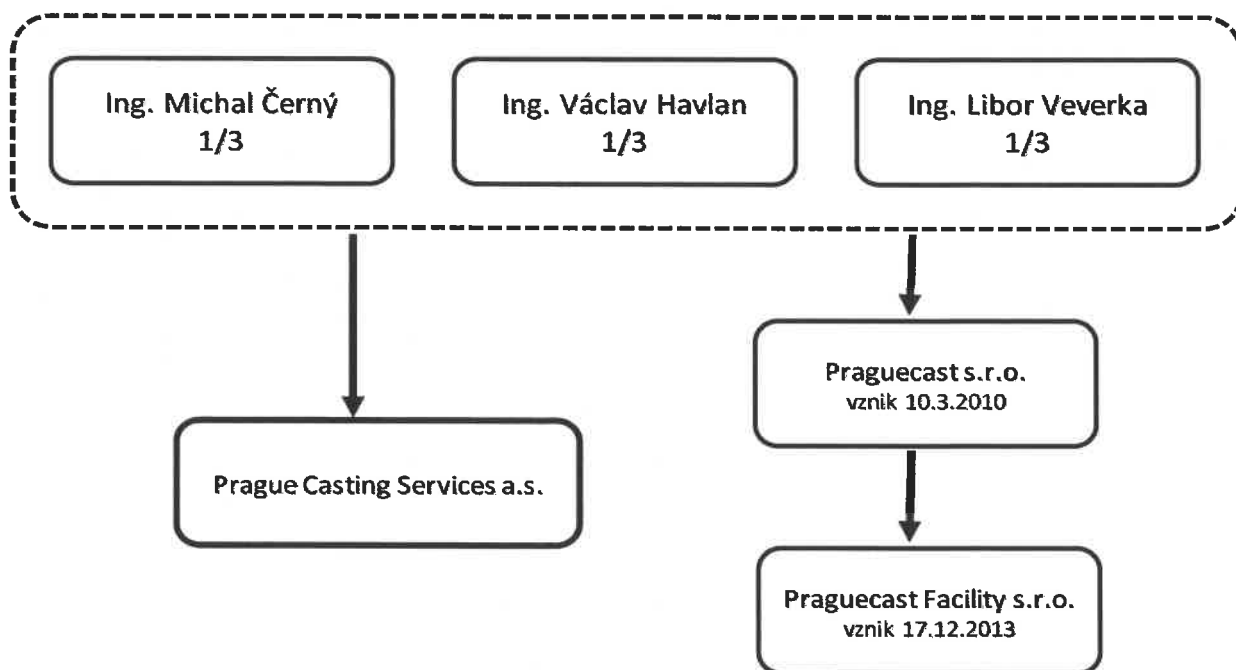 Ing. Michal Černý
1/3
Ing. Václav Havlan
1/3
Ing. Libor Veverka
1/3
Praguecast s.r.o.
vznik 10.3.2010
Prague Casting Services a.s.
Praguecast Facility s.r.o.
vznik 17.12.2013